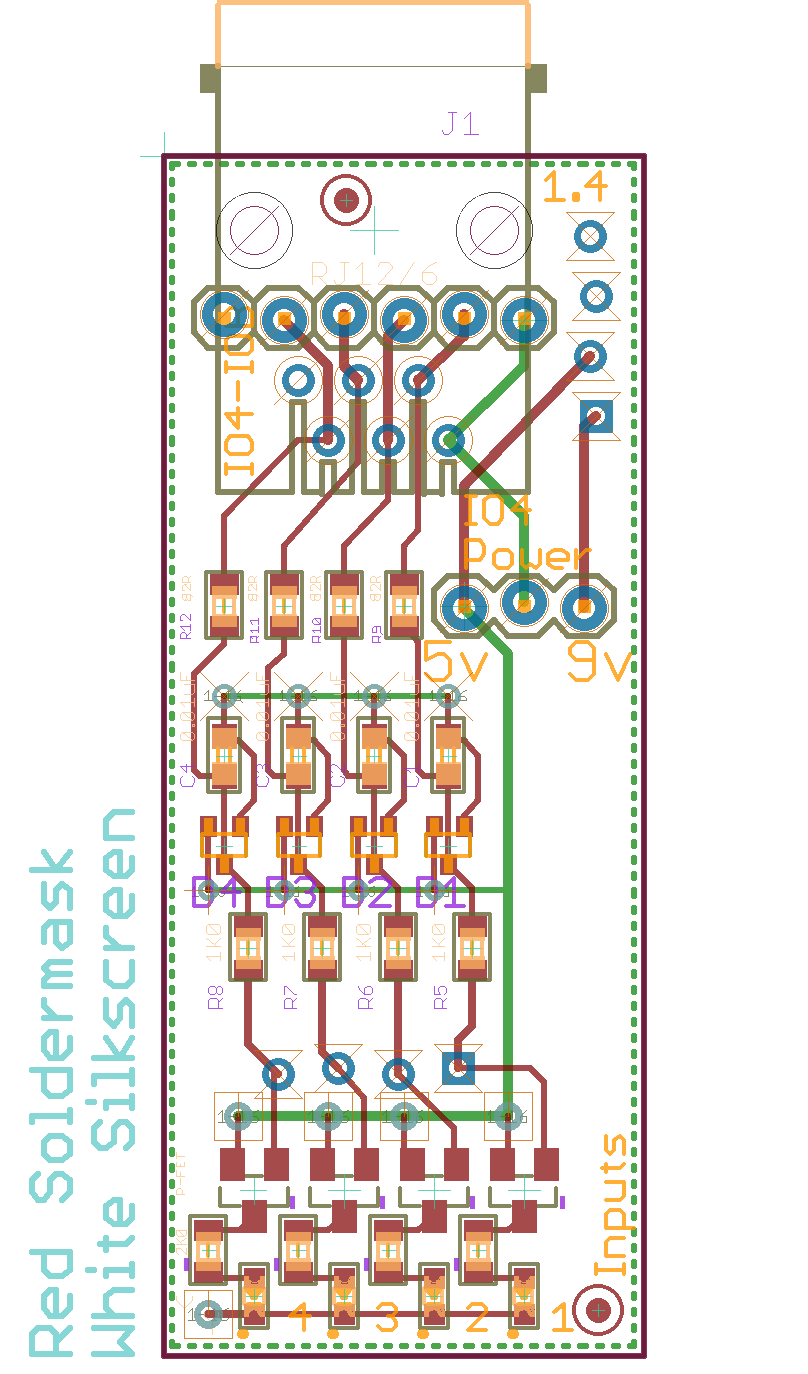 J1
1.4
RJ12/6
IO4-IO
IO4
Power
5v 9v
82R 82R 82R 82R
R12 R11 R10 R9
0.01uF 0.01uF 0.01uF 0.01uF
C4 C3 C2 C1
D4 D3 D2 D1
1K0 1K0 1K0 1K0
R8 R7 R6 R5
P-FET
2K0
Inputs
4 3 2 1
Red Soldermask
White Silkscreen